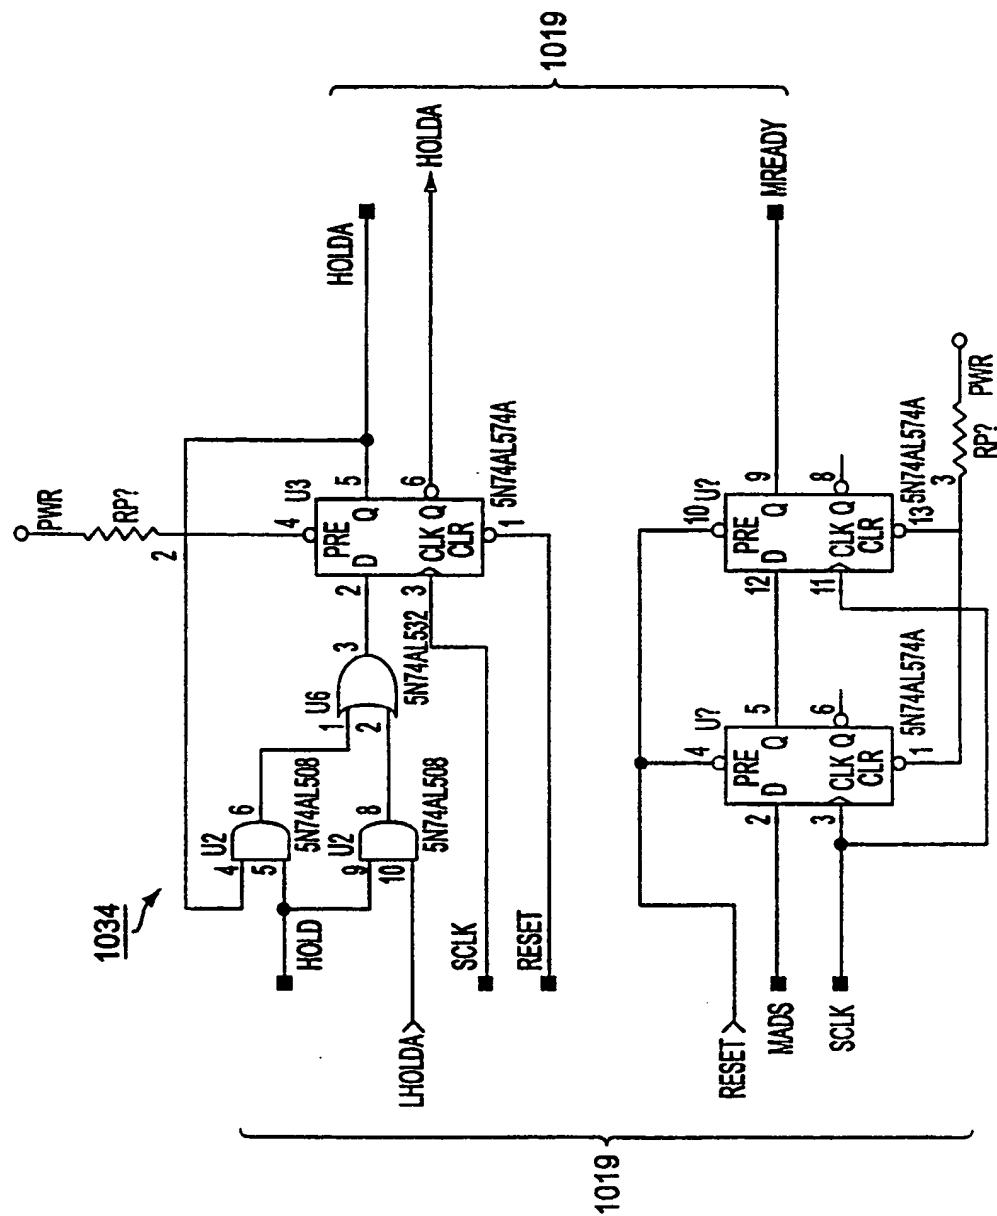 1034
PWR
RP?
2
HOLDA
1019
U2
4
5
6
5N74AL508
HOLD
U2
9
10
8
5N74AL508
LHOLDA
U6
1
2
3
5N74AL532
U3
4
PRE
2
D
Q
5
3
CLK
Q
6
CLR
1
5N74AL574A
HOLDA
SCLK
RESET
U?
4
PRE
2
D
Q
5
3
CLK
Q
6
CLR
1
5N74AL574A
U?
10
PRE
12
D
Q
9
11
CLK
Q
8
CLR
13
5N74AL574A
MREADY
RESET
MADS
SCLK
3
RP?
PWR
1019